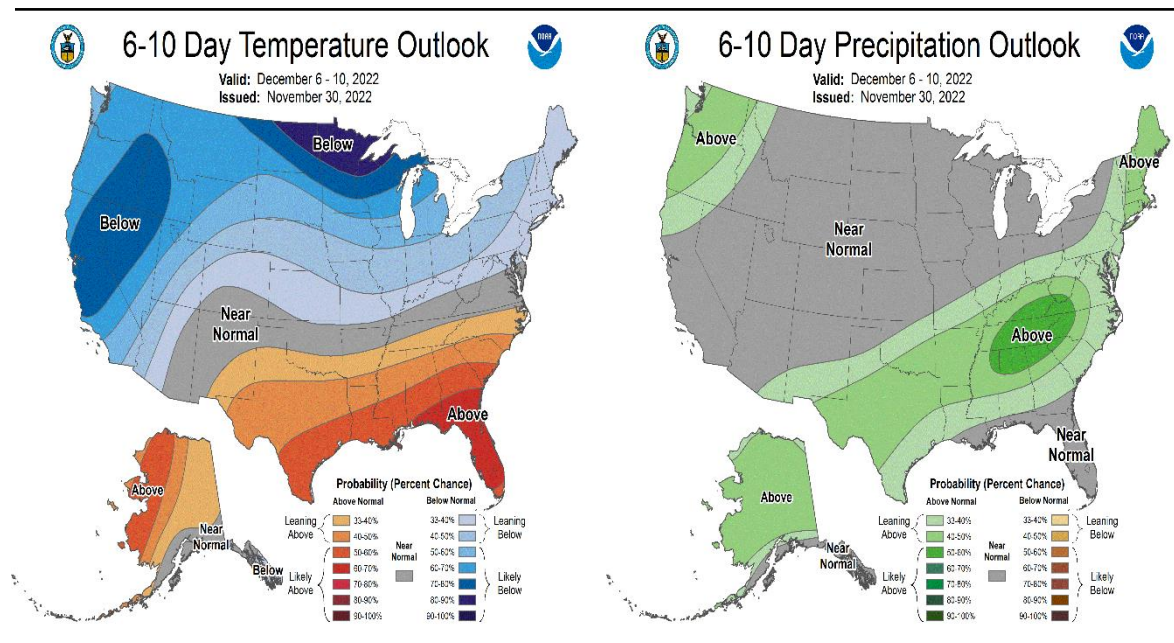 6-10 Day Temperature Outlook
Valid: December 6 - 10, 2022
Issued: November 30, 2022
Below
Below
Near
Normal
Above
Above
Near
Normal
Below
Probability (Percent Chance)
Above Normal
Below Normal
Leaning
Above
Likely
Above
33-40%
40-50%
50-60%
60-70%
70-80%
80-90%
90-100%
Near
Normal
33-40%
40-50%
50-60%
60-70%
70-80%
80-90%
90-100%
Leaning
Below
Likely
Below
6-10 Day Precipitation Outlook
Valid: December 6 - 10, 2022
Issued: November 30, 2022
Above
Above
Near
Normal
Above
Near
Normal
Above
Near
Normal
Probability (Percent Chance)
Above Normal
Below Normal
Leaning
Above
Likely
Above
33-40%
40-50%
50-60%
60-70%
70-80%
80-90%
90-100%
Near
Normal
33-40%
40-50%
50-60%
60-70%
70-80%
80-90%
90-100%
Leaning
Below
Likely
Below